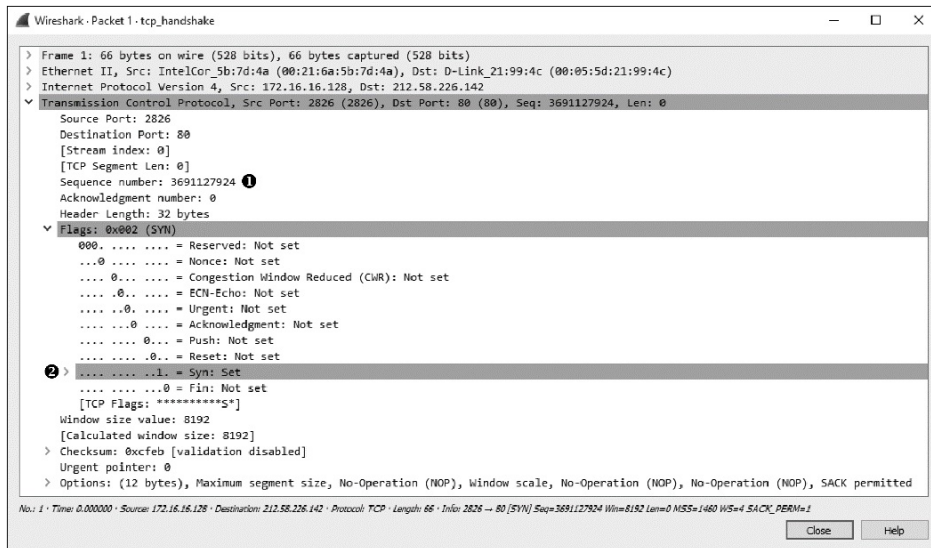 Wireshark · Packet 1 · tcp_handshake
> Frame 1: 66 bytes on wire (528 bits), 66 bytes captured (528 bits)
> Ethernet II, Src: IntelCor_5b:7d:4a (00:21:6a:5b:7d:4a), Dst: D-Link_21:99:4c (00:05:5d:21:99:4c)
> Internet Protocol Version 4, Src: 172.16.16.128, Dst: 212.58.226.142
Transmission Control Protocol, Src Port: 2826 (2826), Dst Port: 80 (80), Seq: 3691127924, Len: 0
Source Port: 2826
Destination Port: 80
[Stream index: 0]
[TCP Segment Len: 0]
Sequence number: 3691127924 ❶
Acknowledgment number: 0
Header Length: 32 bytes
Flags: 0x002 (SYN)
000. .... .... = Reserved: Not set
...0 .... .... = Nonce: Not set
.... 0... .... = Congestion Window Reduced (CWR): Not set
.... .0.. .... = ECN-Echo: Not set
.... ..0. .... = Urgent: Not set
.... ...0 .... = Acknowledgment: Not set
.... .... 0... = Push: Not set
.... .... .0.. = Reset: Not set
❷ > .... .... ..1. = Syn: Set
.... .... ...0 = Fin: Not set
[TCP Flags: **********S*]
Window size value: 8192
[Calculated window size: 8192]
> Checksum: 0xcfeb [validation disabled]
Urgent pointer: 0
> Options: (12 bytes), Maximum segment size, No-Operation (NOP), Window scale, No-Operation (NOP), No-Operation (NOP), SACK permitted
No.: 1 · Time: 0.000000 · Source: 172.16.16.128 · Destination: 212.58.226.142 · Protocol: TCP · Length: 66 · Info: 2826 → 80 [SYN] Seq=3691127924 Win=8192 Len=0 MSS=1460 WS=4 SACK_PERM=1
Close Help